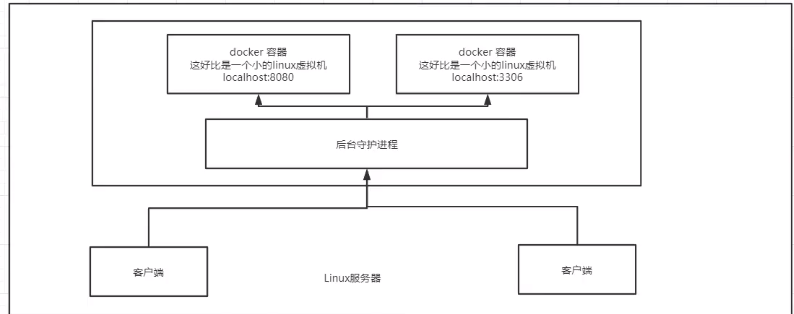 docker 容器
这好比是一个小的linux虚拟机
localhost:8080
docker 容器
这好比是一个小的linux虚拟机
localhost:3306
后台守护进程
客户端
Linux服务器
客户端